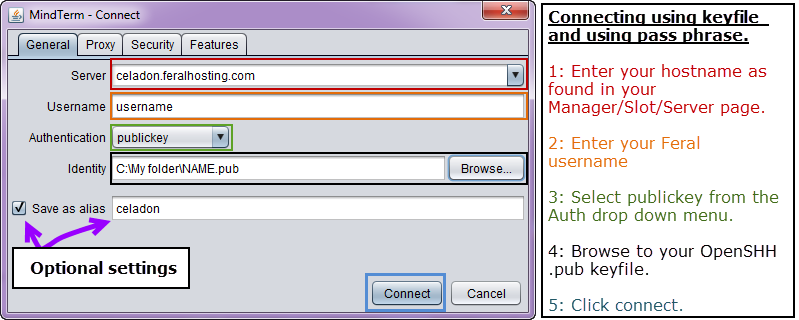 MindTerm - Connect
General Proxy Security Features
Server celadon.feralhosting.com
Username username
Authentication publickey
Identity C:\My folder\NAME.pub Browse...
Save as alias celadon
Optional settings
Connect Cancel
Connecting using keyfile
and using pass phrase.
1: Enter your hostname as
found in your
Manager/Slot/Server page.
2: Enter your Feral
username
3: Select publickey from the
Auth drop down menu.
4: Browse to your OpenSHH
.pub keyfile.
5: Click connect.